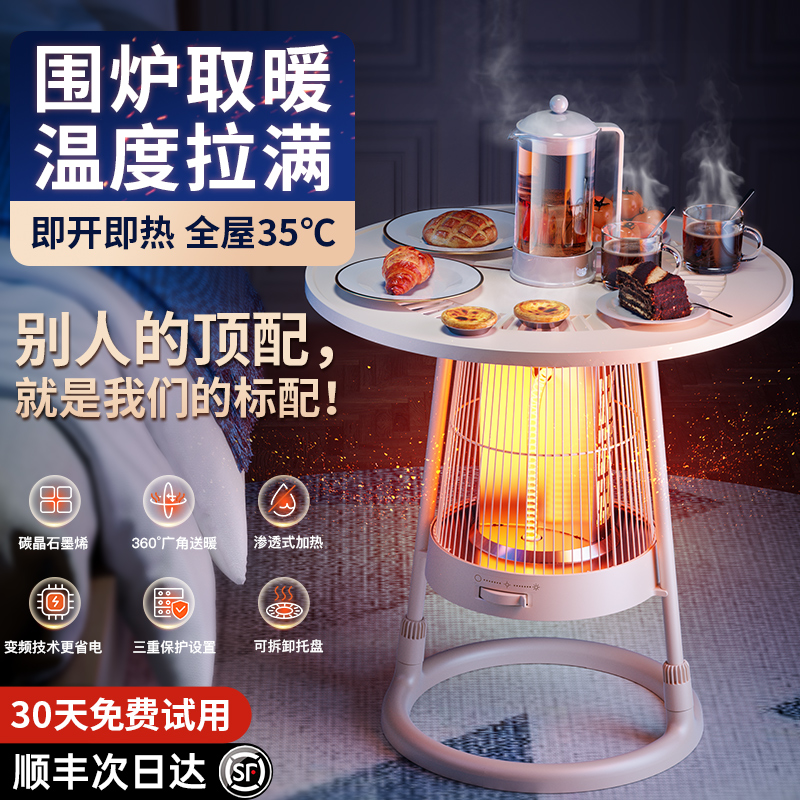 围炉取暖
温度拉满
即开即热 全屋35℃
别人的顶配，
就是我们的标配！
碳晶石墨烯
360°广角送暖
渗透式加热
变频技术更省电
三重保护设置
可拆卸托盘
30天免费试用
顺丰次日达
SF